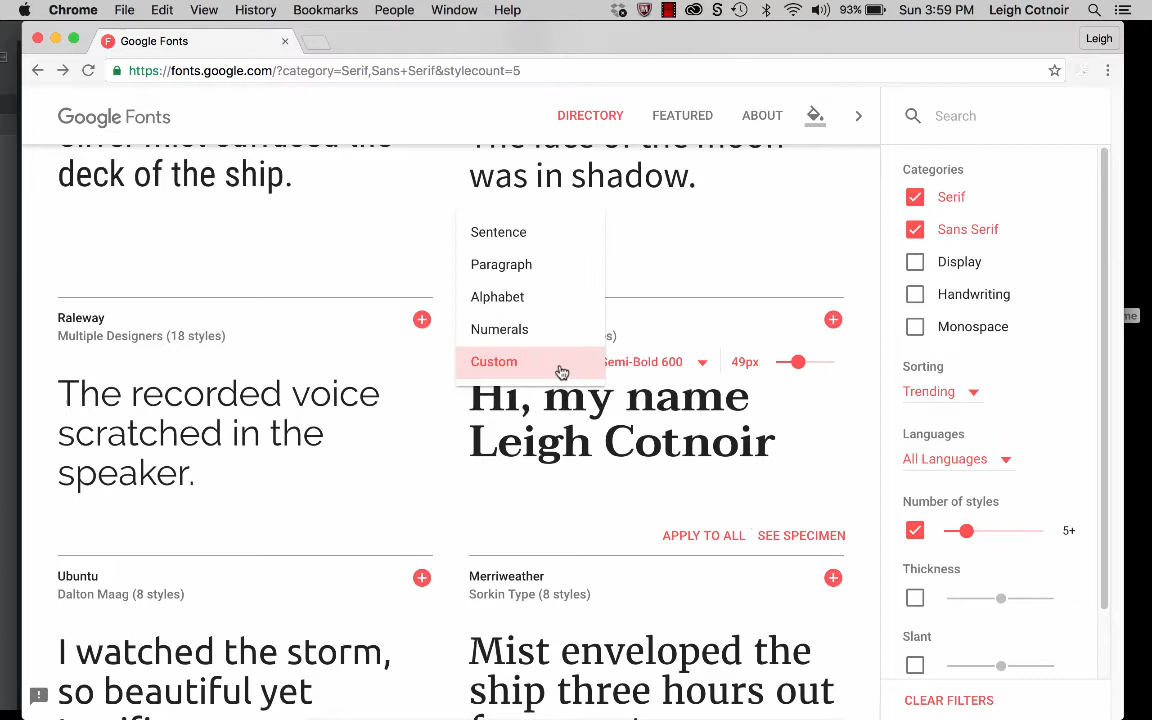 Chrome File Edit View History Bookmarks People Window Help 93% Sun 3:59 PM Leigh Cotnoir
Google Fonts
Leigh
https://fonts.google.com/?category=Serif,Sans+Serif&stylecount=5
Google Fonts
DIRECTORY FEATURED ABOUT
Search
deck of the ship.
The face of the moon
was in shadow.
Categories
Serif
Sans Serif
Display
Handwriting
Monospace
Sorting
Trending
Languages
All Languages
Number of styles
5+
Thickness
Slant
CLEAR FILTERS
Sentence
Paragraph
Alphabet
Numerals
Custom
Raleway
Multiple Designers (18 styles)
The recorded voice
scratched in the
speaker.
Semi-Bold 600 49px
Hi, my name
Leigh Cotnoir
APPLY TO ALL SEE SPECIMEN
Ubuntu
Dalton Maag (8 styles)
I watched the storm,
so beautiful yet
Merriweather
Sorkin Type (8 styles)
Mist enveloped the
ship three hours out